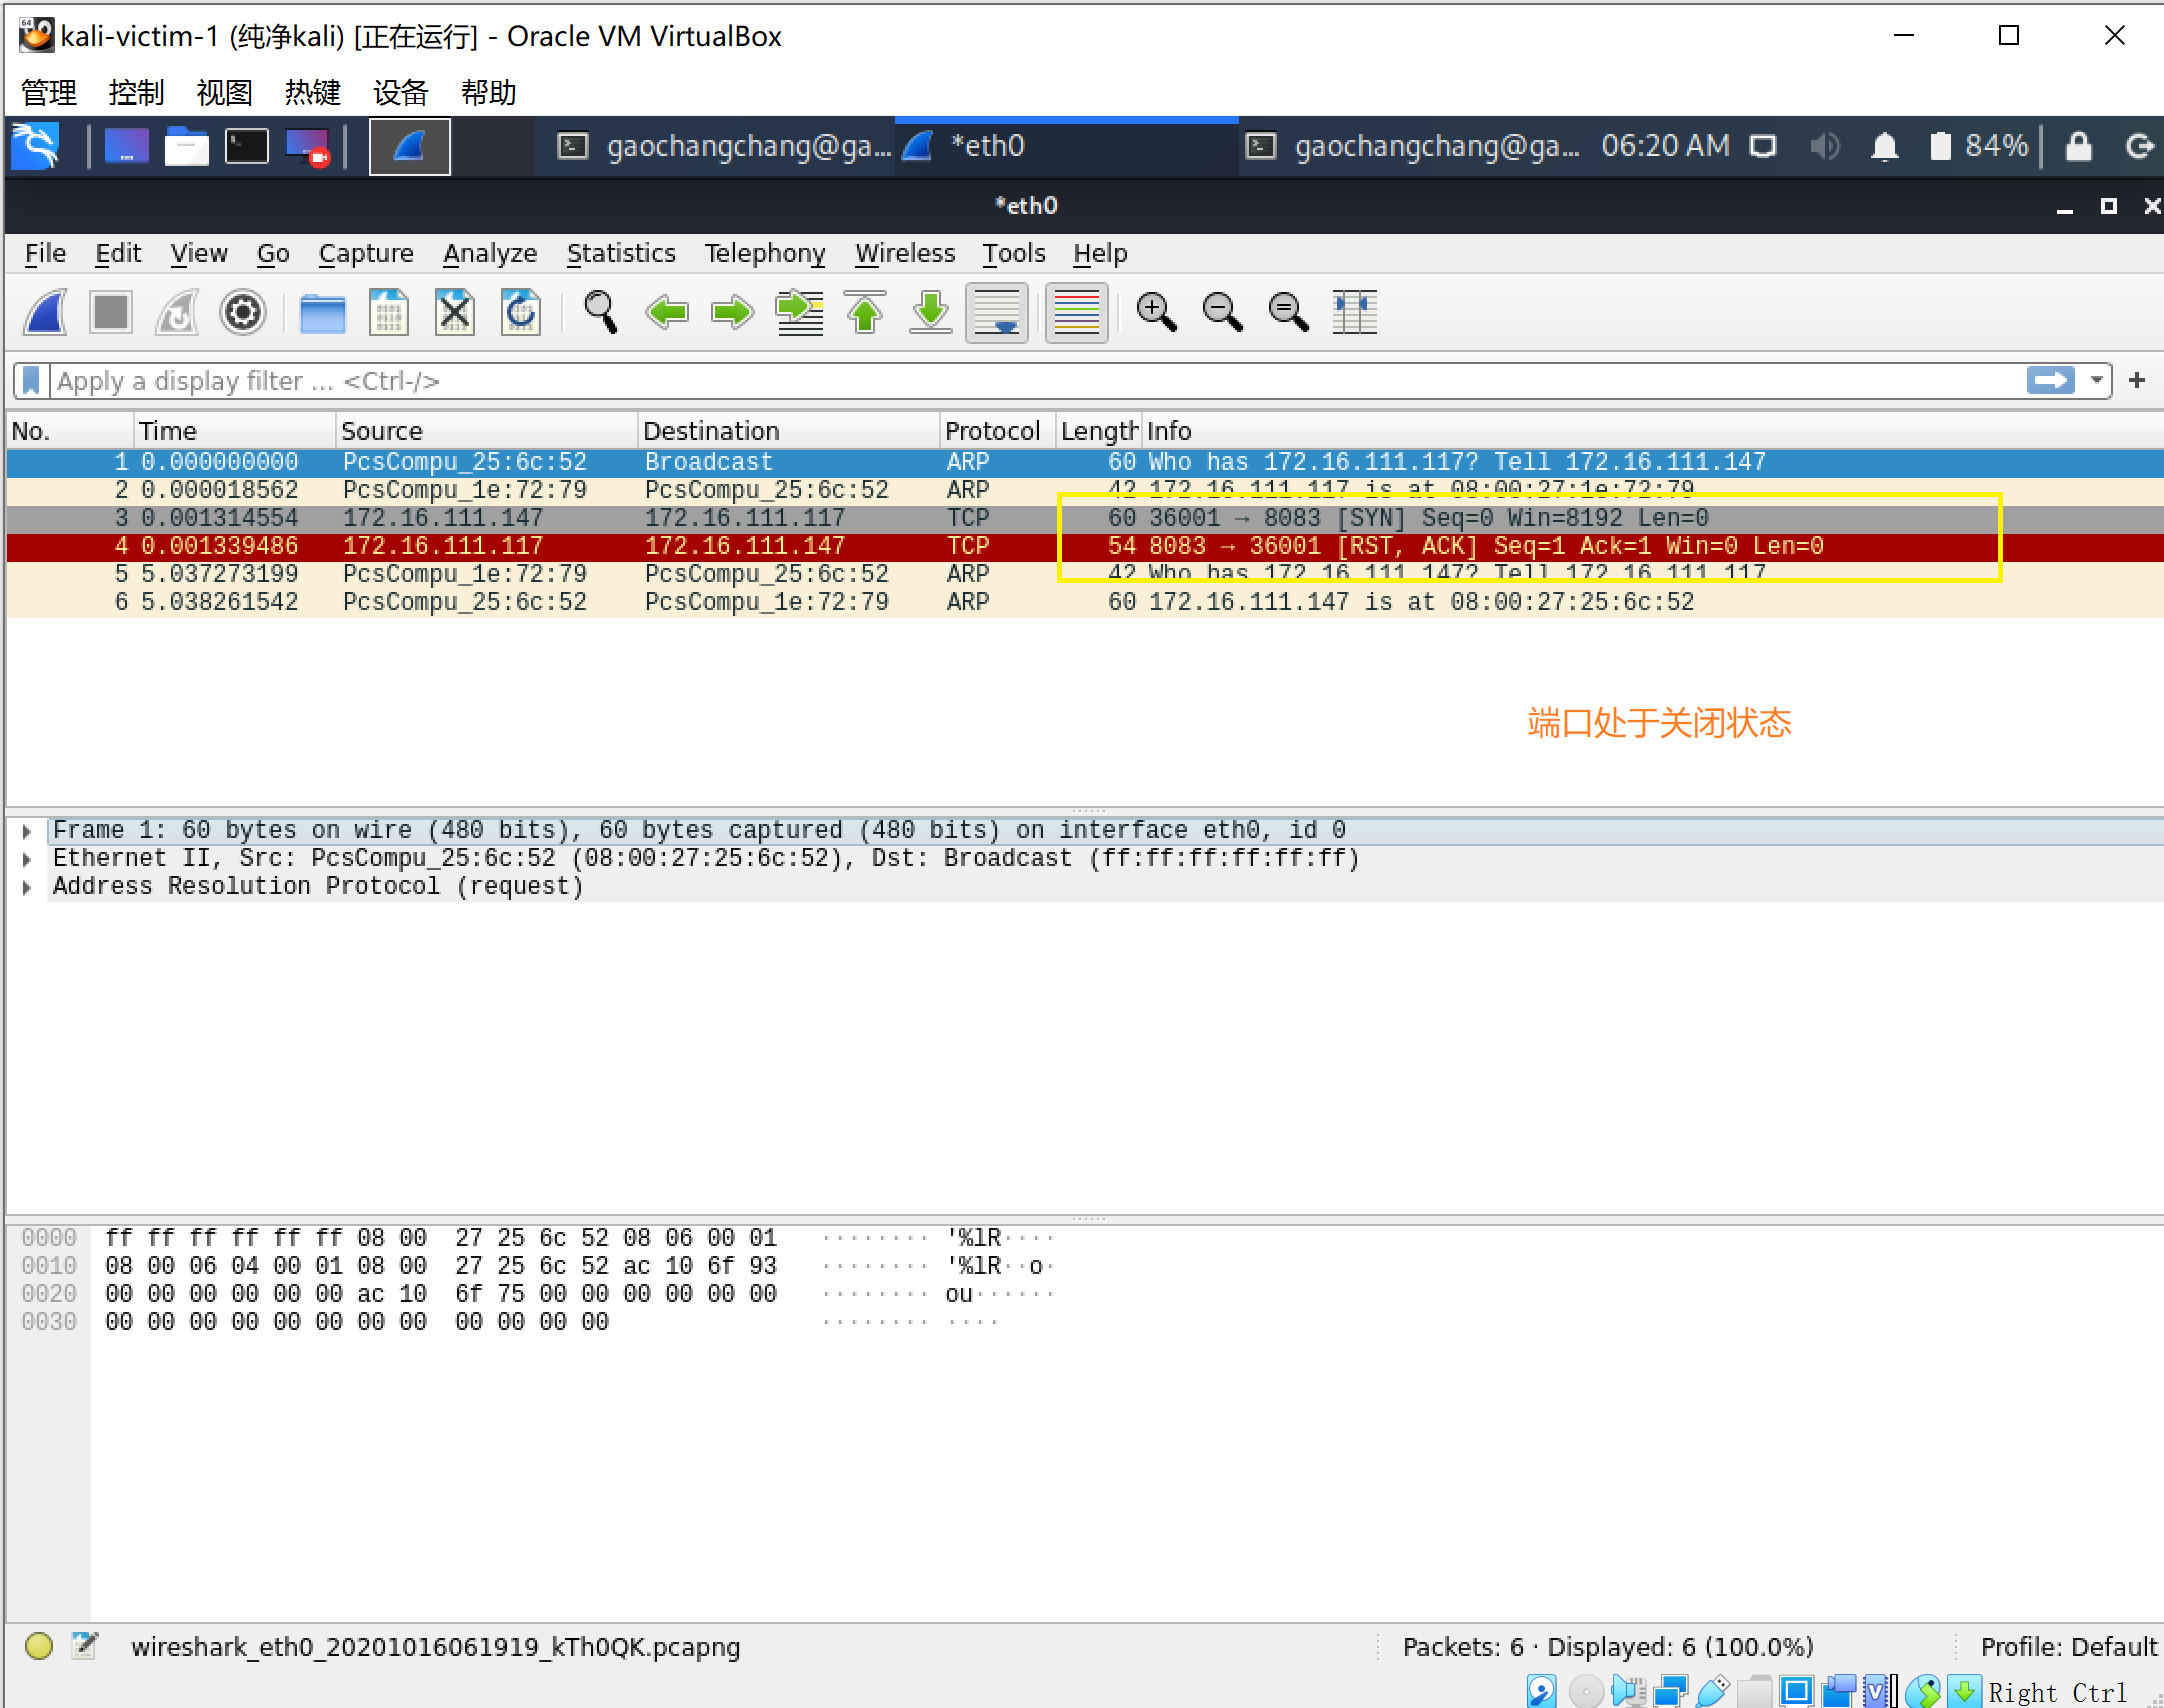 kali-victim-1 (纯净kali) [正在运行] - Oracle VM VirtualBox
管理 控制 视图 热键 设备 帮助
gaochangchang@ga... *eth0 gaochangchang@ga... 06:20 AM 84%
*eth0
File Edit View Go Capture Analyze Statistics Telephony Wireless Tools Help
Apply a display filter ... <Ctrl-/>
No. Time Source Destination Protocol Length Info
1 0.000000000 PcsCompu_25:6c:52 Broadcast ARP 60 Who has 172.16.111.117? Tell 172.16.111.147
2 0.000018562 PcsCompu_1e:72:79 PcsCompu_25:6c:52 ARP 42 172.16.111.117 is at 08:00:27:1e:72:79
3 0.001314554 172.16.111.147 172.16.111.117 TCP 60 36001 → 8083 [SYN] Seq=0 Win=8192 Len=0
4 0.001339486 172.16.111.117 172.16.111.147 TCP 54 8083 → 36001 [RST, ACK] Seq=1 Ack=1 Win=0 Len=0
5 5.037273199 PcsCompu_1e:72:79 PcsCompu_25:6c:52 ARP 42 Who has 172.16.111.147? Tell 172.16.111.117
6 5.038261542 PcsCompu_25:6c:52 PcsCompu_1e:72:79 ARP 60 172.16.111.147 is at 08:00:27:25:6c:52
端口处于关闭状态
Frame 1: 60 bytes on wire (480 bits), 60 bytes captured (480 bits) on interface eth0, id 0
Ethernet II, Src: PcsCompu_25:6c:52 (08:00:27:25:6c:52), Dst: Broadcast (ff:ff:ff:ff:ff:ff)
Address Resolution Protocol (request)
0000 ff ff ff ff ff ff 08 00 27 25 6c 52 08 06 00 01 ········ '%lR····
0010 08 00 06 04 00 01 08 00 27 25 6c 52 ac 10 6f 93 ········ '%lR··o·
0020 00 00 00 00 00 00 ac 10 6f 75 00 00 00 00 00 00 ········ ou······
0030 00 00 00 00 00 00 00 00 00 00 00 00 ········ ····
wireshark_eth0_20201016061919_kTh0QK.pcapng Packets: 6 · Displayed: 6 (100.0%) Profile: Default
Right Ctrl